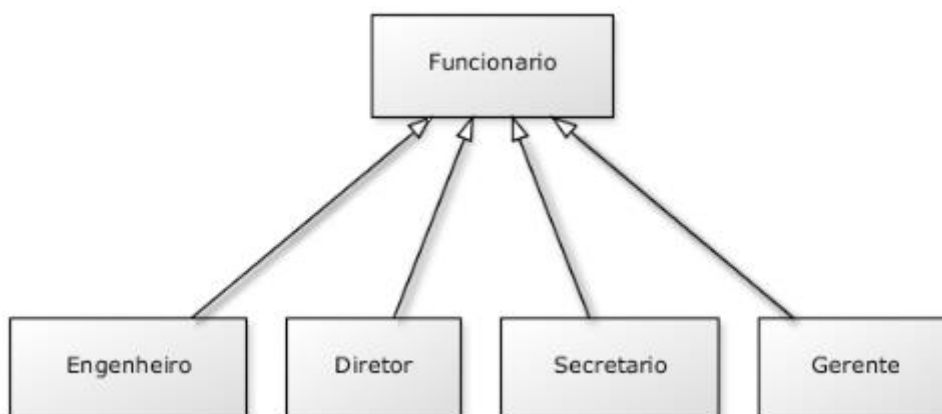 Funcionario
Engenheiro
Diretor
Secretario
Gerente